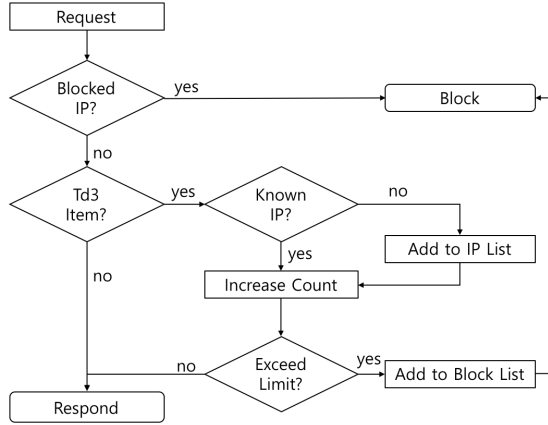 Request
Blocked
IP?
yes
Block
no
Td3
Item?
yes
Known
IP?
no
Add to IP List
yes
no
Increase Count
Exceed
Limit?
no
yes
Add to Block List
Respond